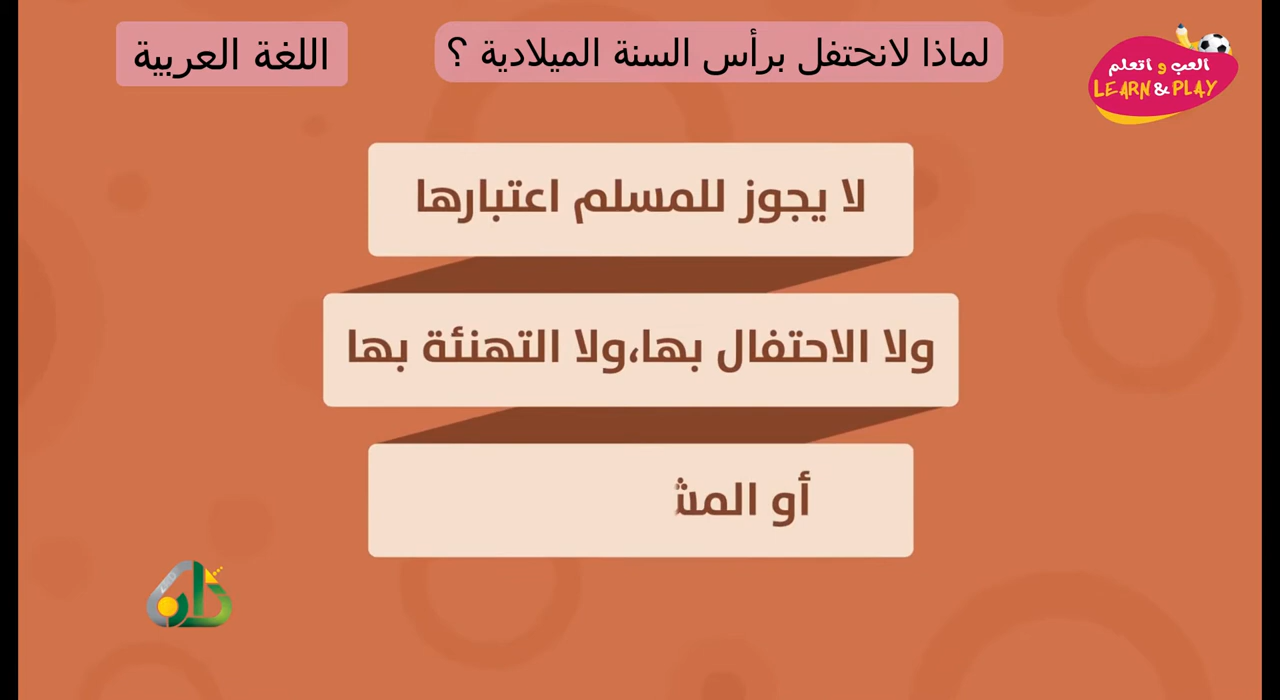 لماذا لانحتفل برأس السنة الميلادية ؟
اللغة العربية
العب و اتعلم
LEARN & PLAY
لا يجوز للمسلم اعتبارها
ولا الاحتفال بها،ولا التهنئة بها
أو